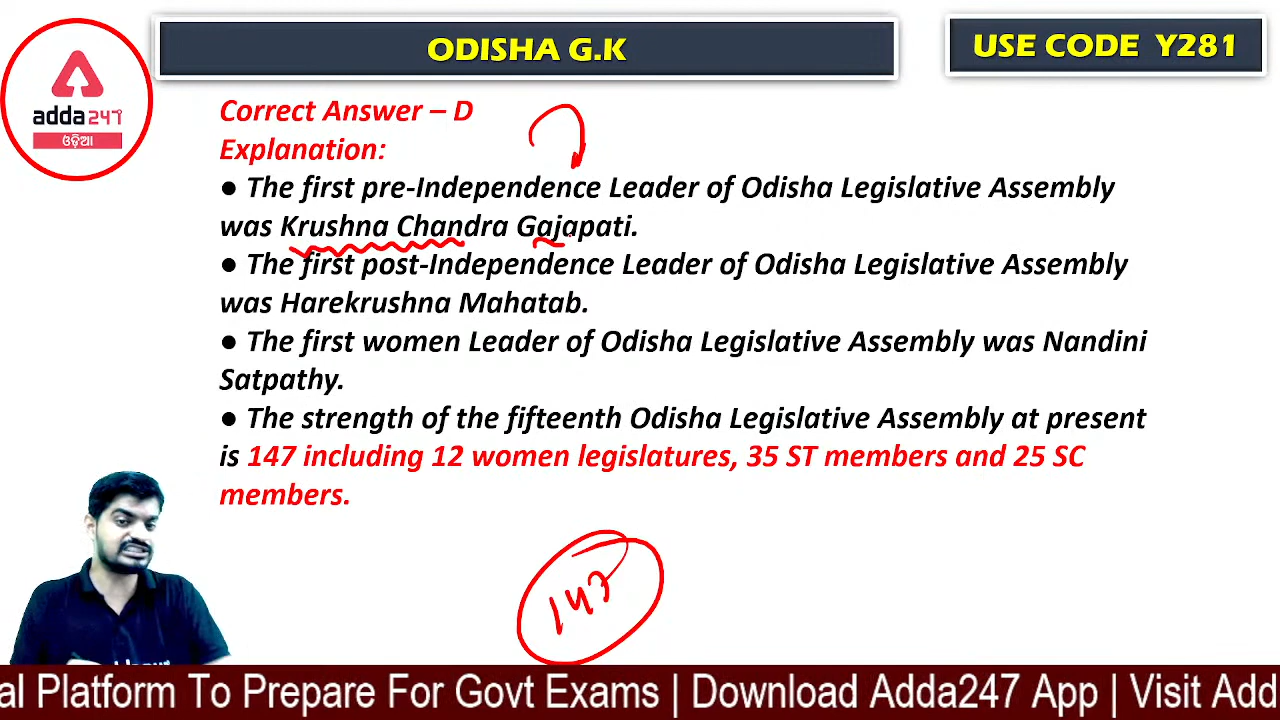 ODISHA G.K
USE CODE Y281
adda247
ଓଡ଼ିଆ
Correct Answer – D
Explanation:
● The first pre-Independence Leader of Odisha Legislative Assembly
was Krushna Chandra Gajapati.
● The first post-Independence Leader of Odisha Legislative Assembly
was Harekrushna Mahatab.
● The first women Leader of Odisha Legislative Assembly was Nandini
Satpathy.
● The strength of the fifteenth Odisha Legislative Assembly at present
is 147 including 12 women legislatures, 35 ST members and 25 SC
members.
147
al Platform To Prepare For Govt Exams | Download Adda247 App | Visit Add